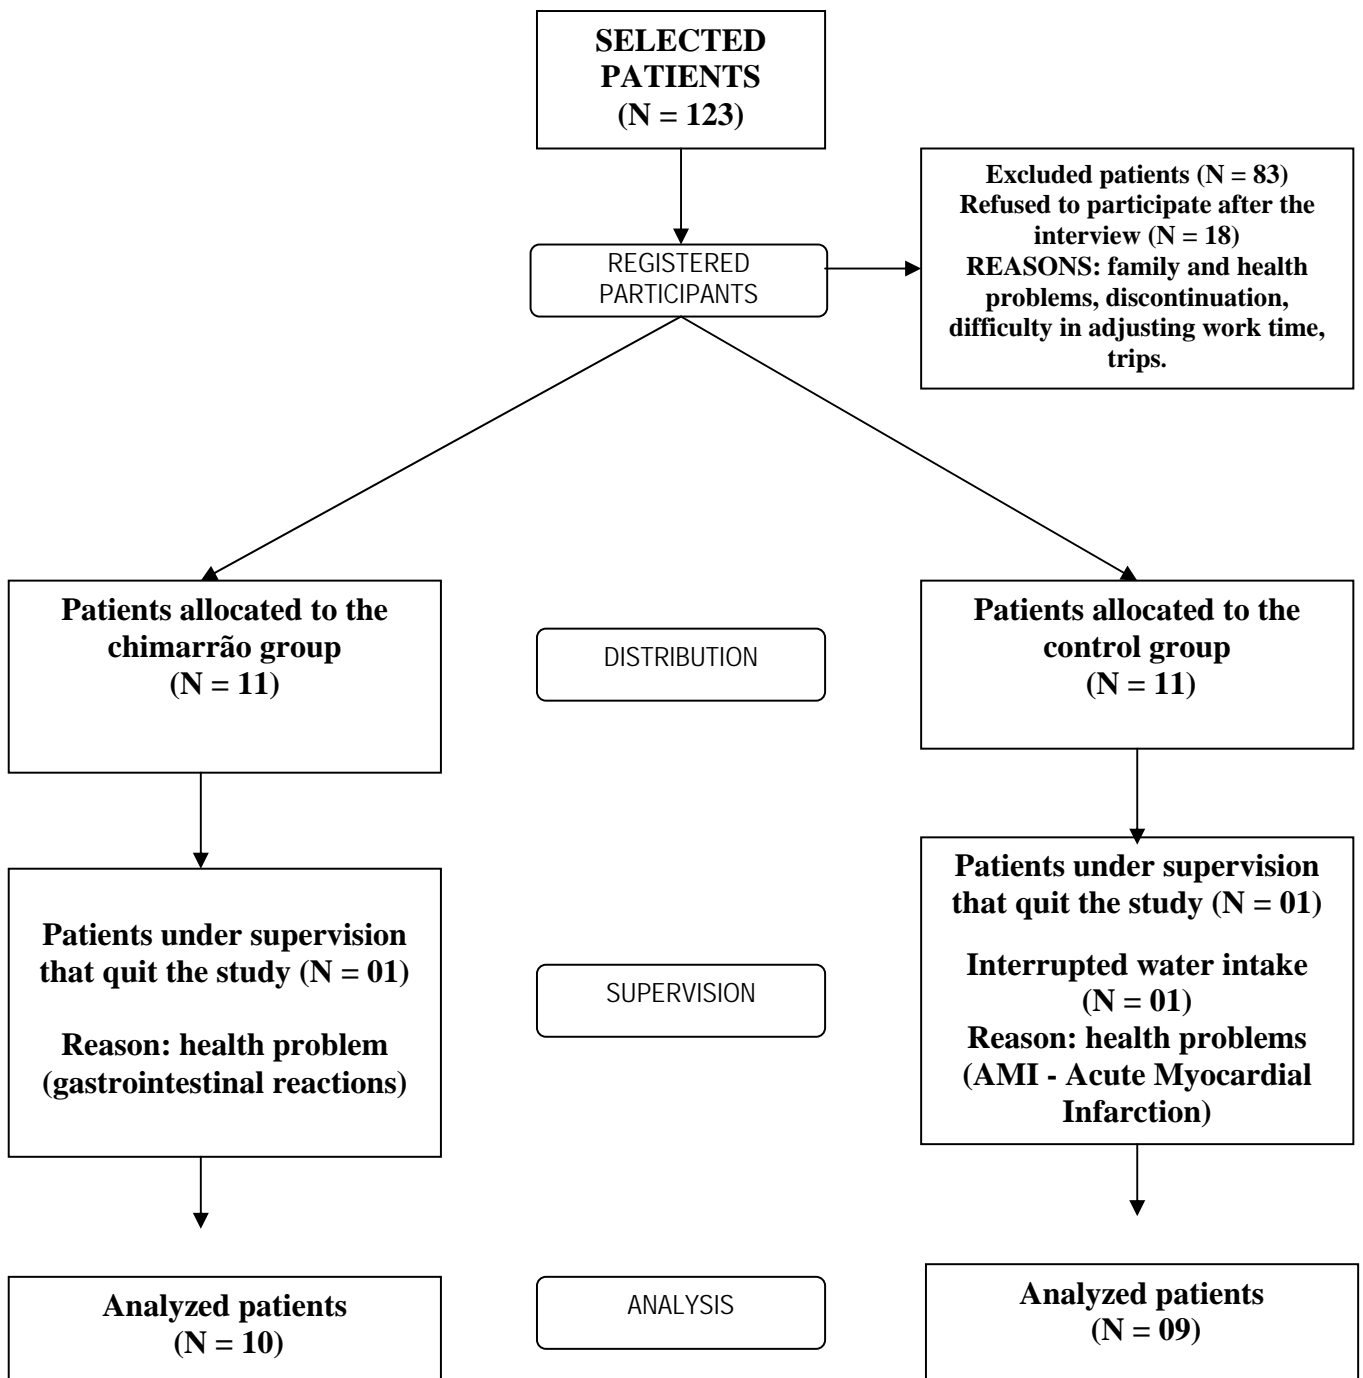 SELECTED
PATIENTS
(N = 123)
Excluded patients (N = 83)
Refused to participate after the
interview (N = 18)
REASONS: family and health
problems, discontinuation,
difficulty in adjusting work time,
trips.
REGISTERED
PARTICIPANTS
Patients allocated to the
chimarrão group
(N = 11)
DISTRIBUTION
Patients allocated to the
control group
(N = 11)
Patients under supervision
that quit the study (N = 01)
Reason: health problem
(gastrointestinal reactions)
SUPERVISION
Patients under supervision
that quit the study (N = 01)
Interrupted water intake
(N = 01)
Reason: health problems
(AMI - Acute Myocardial
Infarction)
Analyzed patients
(N = 10)
ANALYSIS
Analyzed patients
(N = 09)